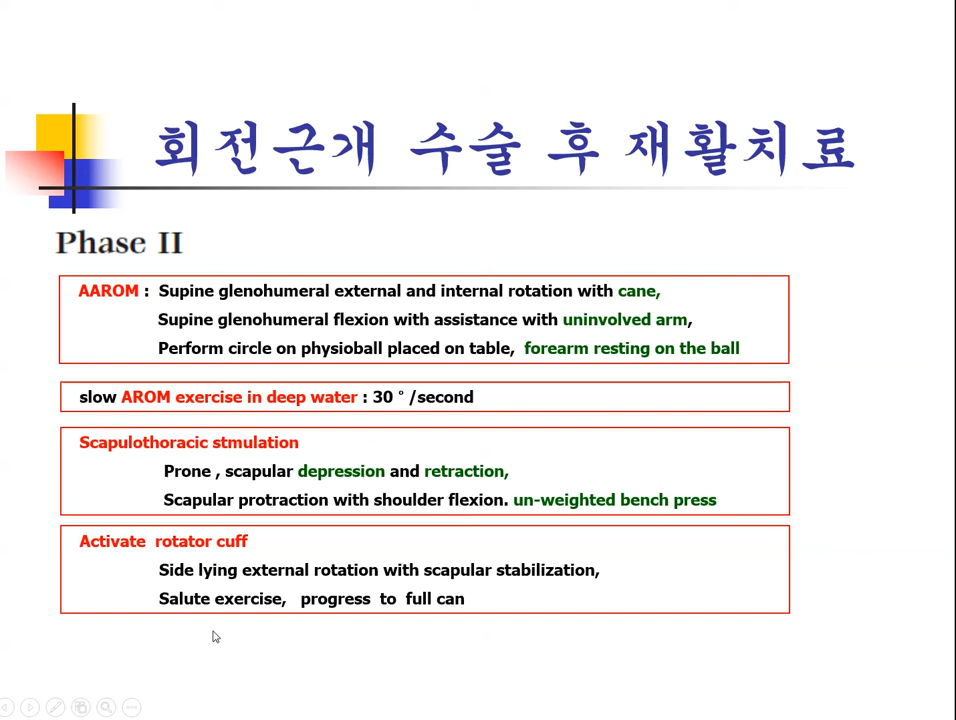 회전근개 수술 후 재활치료
Phase II
AAROM : Supine glenohumeral external and internal rotation with cane,
Supine glenohumeral flexion with assistance with uninvolved arm,
Perform circle on physioball placed on table, forearm resting on the ball
slow AROM exercise in deep water : 30 ° /second
Scapulothoracic stmulation
Prone , scapular depression and retraction,
Scapular protraction with shoulder flexion. un-weighted bench press
Activate rotator cuff
Side lying external rotation with scapular stabilization,
Salute exercise, progress to full can